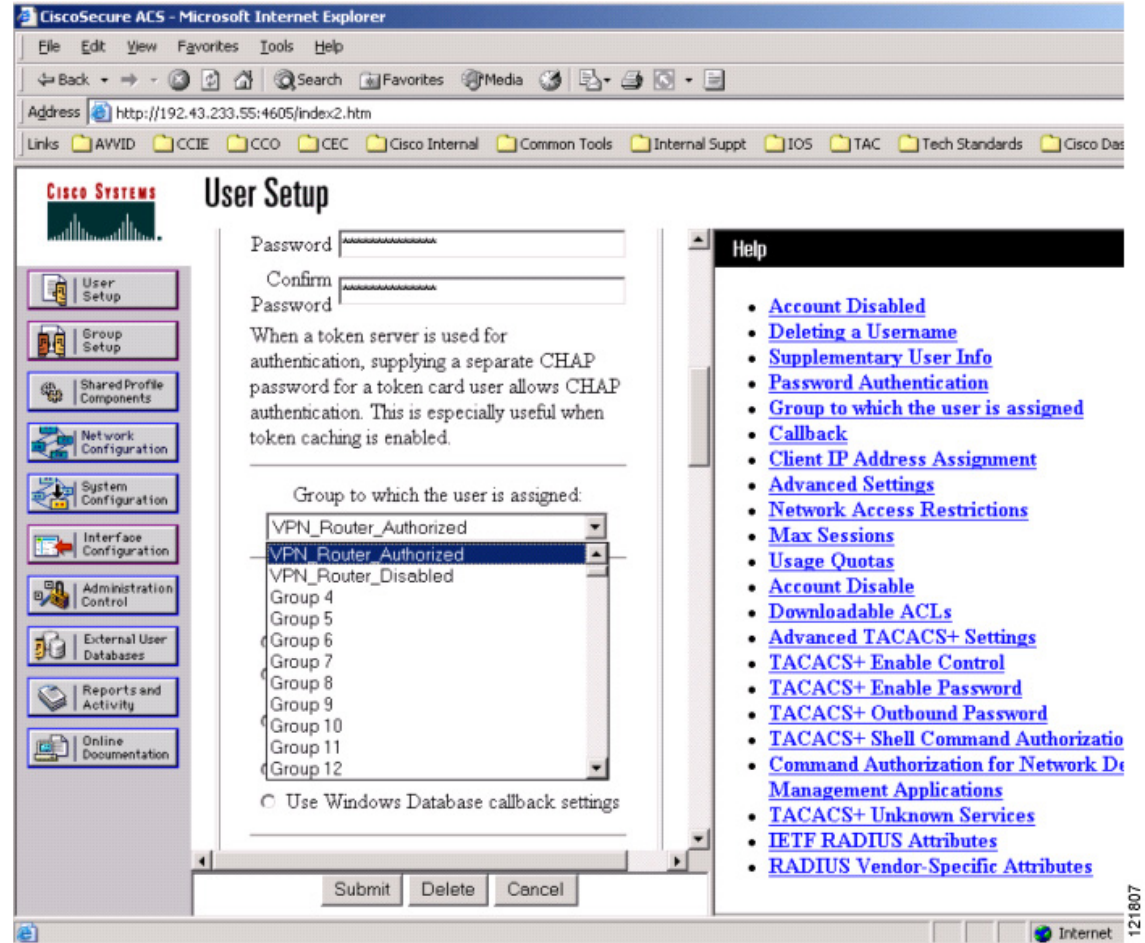 CiscoSecure ACS - Microsoft Internet Explorer
File Edit View Favorites Tools Help
Back Search Favorites Media
Address http://192.43.233.55:4605/index2.htm
Links AVVID CCIE CCO CEC Cisco Internal Common Tools Internal Suppt IOS TAC Tech Standards Cisco Das
CISCO SYSTEMS
User Setup
User
Setup
Group
Setup
Shared Profile
Components
Network
Configuration
System
Configuration
Interface
Configuration
Administration
Control
External User
Databases
Reports and
Activity
Online
Documentation
Password **************
Confirm
Password **************
When a token server is used for
authentication, supplying a separate CHAP
password for a token card user allows CHAP
authentication. This is especially useful when
token caching is enabled.
Group to which the user is assigned:
VPN_Router_Authorized
VPN_Router_Authorized
VPN_Router_Disabled
Group 4
Group 5
Group 6
Group 7
Group 8
Group 9
Group 10
Group 11
Group 12
Use Windows Database callback settings
Submit Delete Cancel
Help
Account Disabled
Deleting a Username
Supplementary User Info
Password Authentication
Group to which the user is assigned
Callback
Client IP Address Assignment
Advanced Settings
Network Access Restrictions
Max Sessions
Usage Quotas
Account Disable
Downloadable ACLs
Advanced TACACS+ Settings
TACACS+ Enable Control
TACACS+ Enable Password
TACACS+ Outbound Password
TACACS+ Shell Command Authorizatio
Command Authorization for Network De
Management Applications
TACACS+ Unknown Services
IETF RADIUS Attributes
RADIUS Vendor-Specific Attributes
Internet
121807